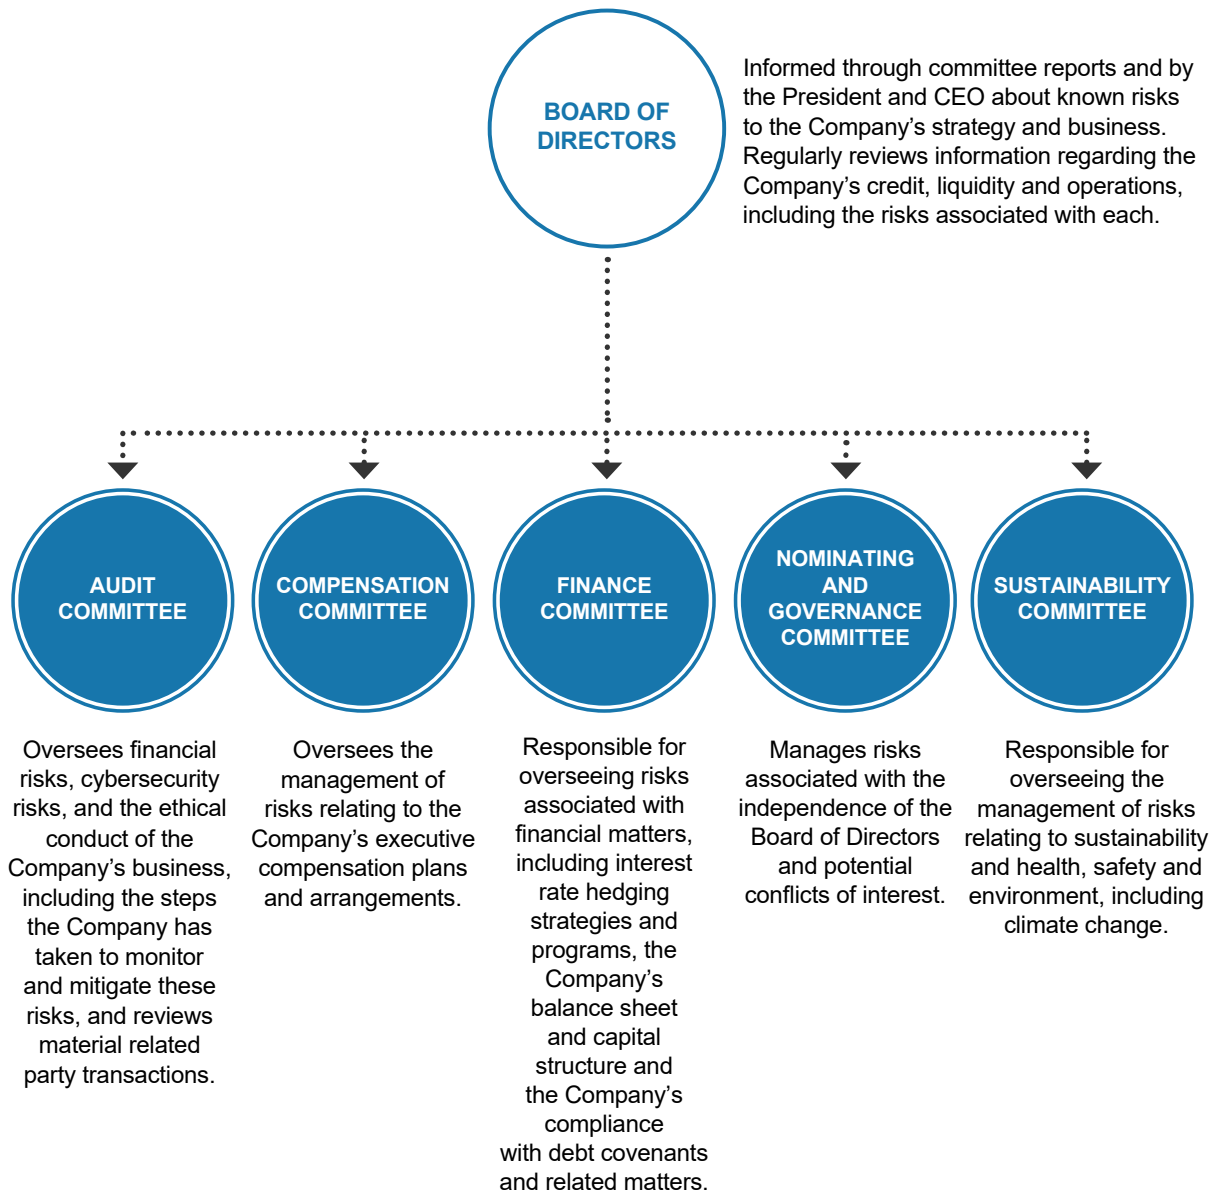 BOARD OF
DIRECTORS
Informed through committee reports and by
the President and CEO about known risks
to the Company’s strategy and business.
Regularly reviews information regarding the
Company’s credit, liquidity and operations,
including the risks associated with each.
AUDIT
COMMITTEE
Oversees financial
risks, cybersecurity
risks, and the ethical
conduct of the
Company’s business,
including the steps
the Company has
taken to monitor
and mitigate these
risks, and reviews
material related
party transactions.
COMPENSATION
COMMITTEE
Oversees the
management of
risks relating to the
Company’s executive
compensation plans
and arrangements.
FINANCE
COMMITTEE
Responsible for
overseeing risks
associated with
financial matters,
including interest
rate hedging
strategies and
programs, the
Company’s
balance sheet
and capital
structure and
the Company’s
compliance
with debt covenants
and related matters.
NOMINATING
AND
GOVERNANCE
COMMITTEE
Manages risks
associated with the
independence of the
Board of Directors
and potential
conflicts of interest.
SUSTAINABILITY
COMMITTEE
Responsible for
overseeing the
management of risks
relating to sustainability
and health, safety and
environment, including
climate change.